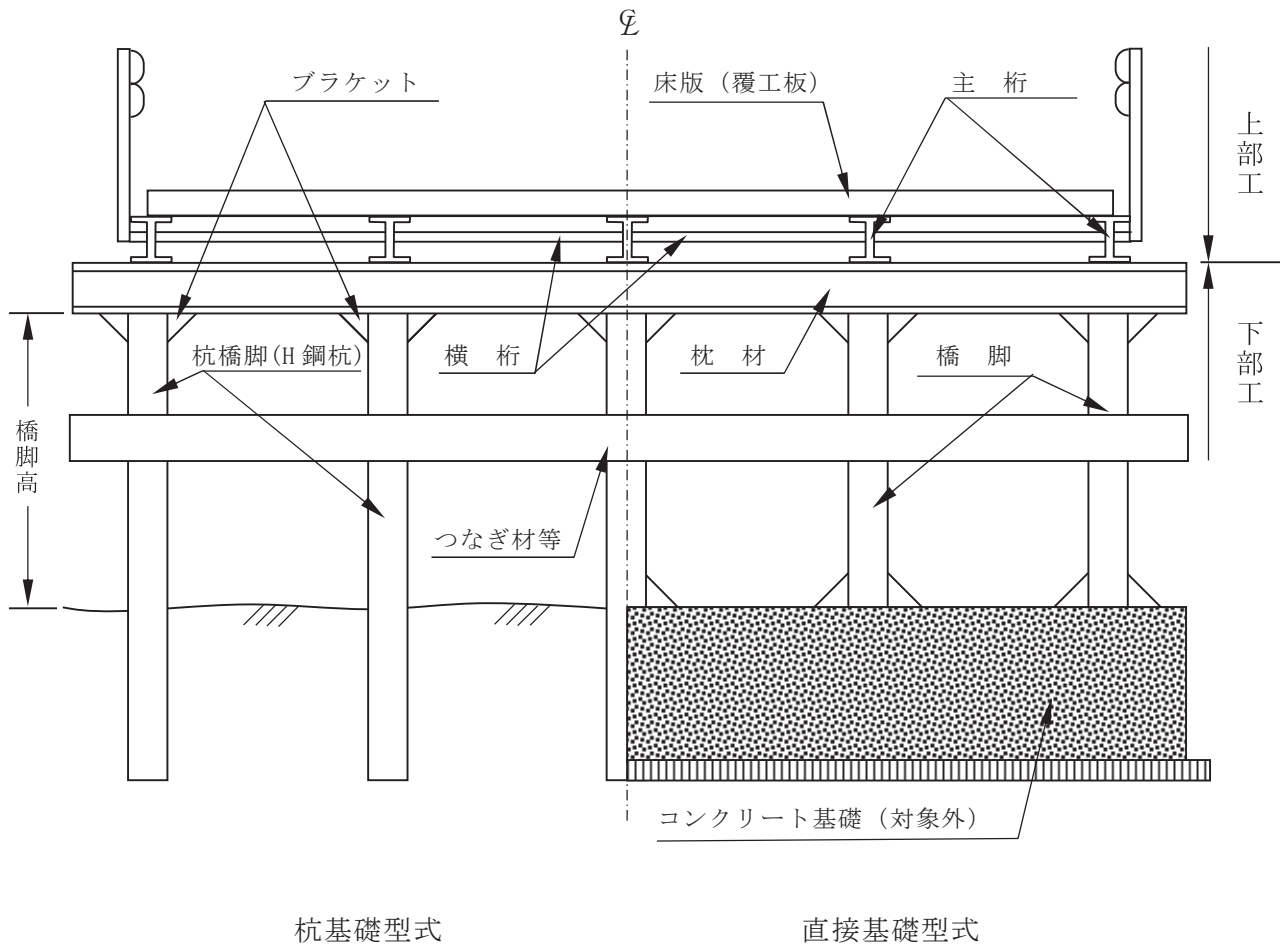 ℄
ブラケット
床版（覆工板）
主　桁
上部工
杭橋脚(H 鋼杭)
横　桁
枕　材
橋　脚
下部工
橋脚高
つなぎ材等
コンクリート基礎（対象外）
杭基礎型式
直接基礎型式